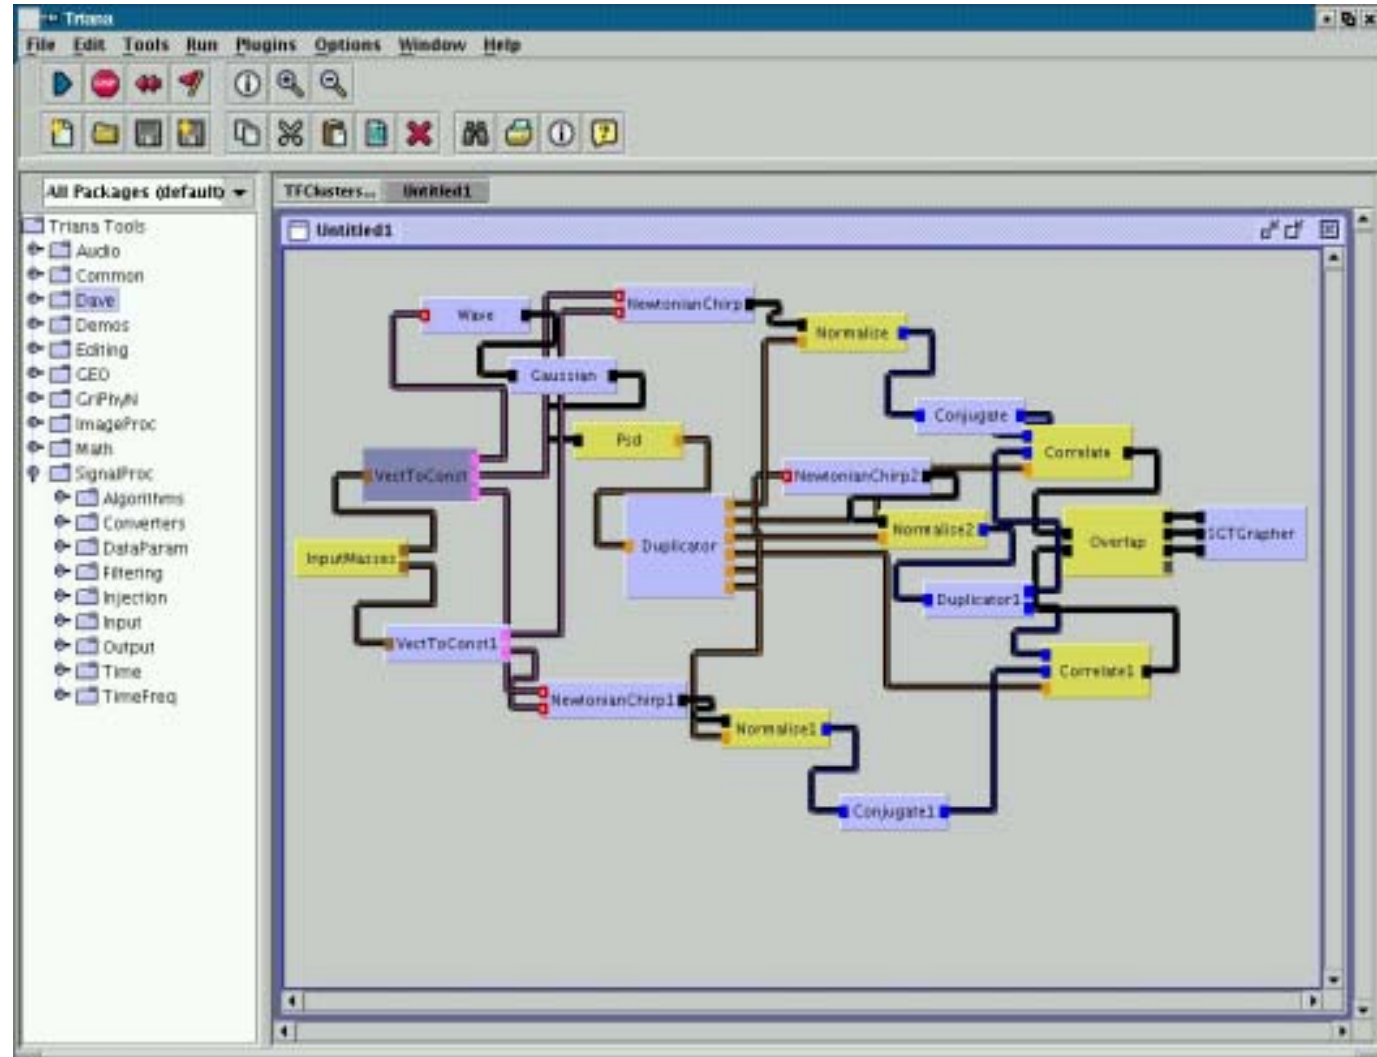 Triana
File Edit Tools Run Plugins Options Window Help
All Packages (default)
TFClusters... Untitled1
Triana Tools
Audio
Common
Dave
Demos
Editing
GEO
GriPhyN
ImageProc
Math
SignalProc
Algorithms
Converters
DataParam
Filtering
Injection
Input
Output
Time
TimeFreq
Untitled1
Wave
NewtonianChirp
Normalise
Gaussian
Conjugate
Psd
Correlate
VectToConst
NewtonianChirp2
Normalise2
InputMasses
Duplicator
Overlap
SGTGrapher
Duplicator1
VectToConst1
Correlate1
NewtonianChirp1
Normalise1
Conjugate1